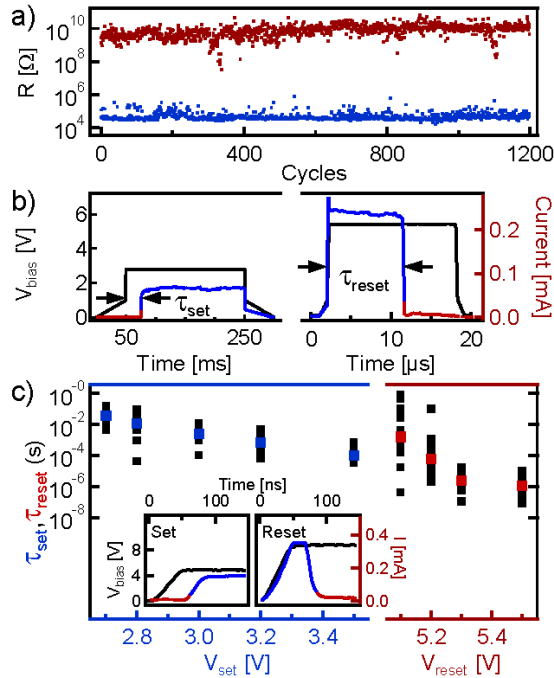 a)
R [Ω]
10^10
10^8
10^6
10^4
0 400 800 1200
Cycles
b)
V_bias [V]
6
4
2
0
τ_set
50 250
Time [ms]
τ_reset
0 10 20
Time [µs]
Current [mA]
0.2
0.1
0.0
c)
τ_set, τ_reset (s)
10^-0
10^-2
10^-4
10^-6
10^-8
Time [ns]
0 100 0 100
Set
Reset
V_bias [V]
8
4
0
I [mA]
0.4
0.2
0.0
2.8 3.0 3.2 3.4
V_set [V]
5.2 5.4
V_reset [V]